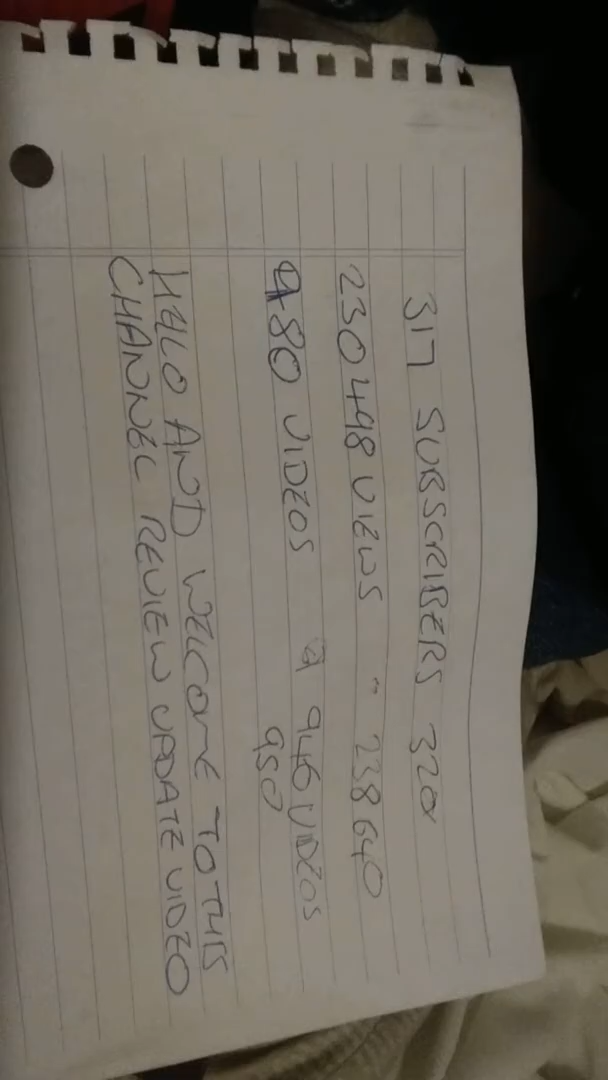 317 SUBSCRIBERS 320
230498 VIEWS " 238640
980 VIDEOS 946 VIDEOS
950
HALO AND WELCOME TO THIS
CHANNEL REVIEW UPDATE VIDEO